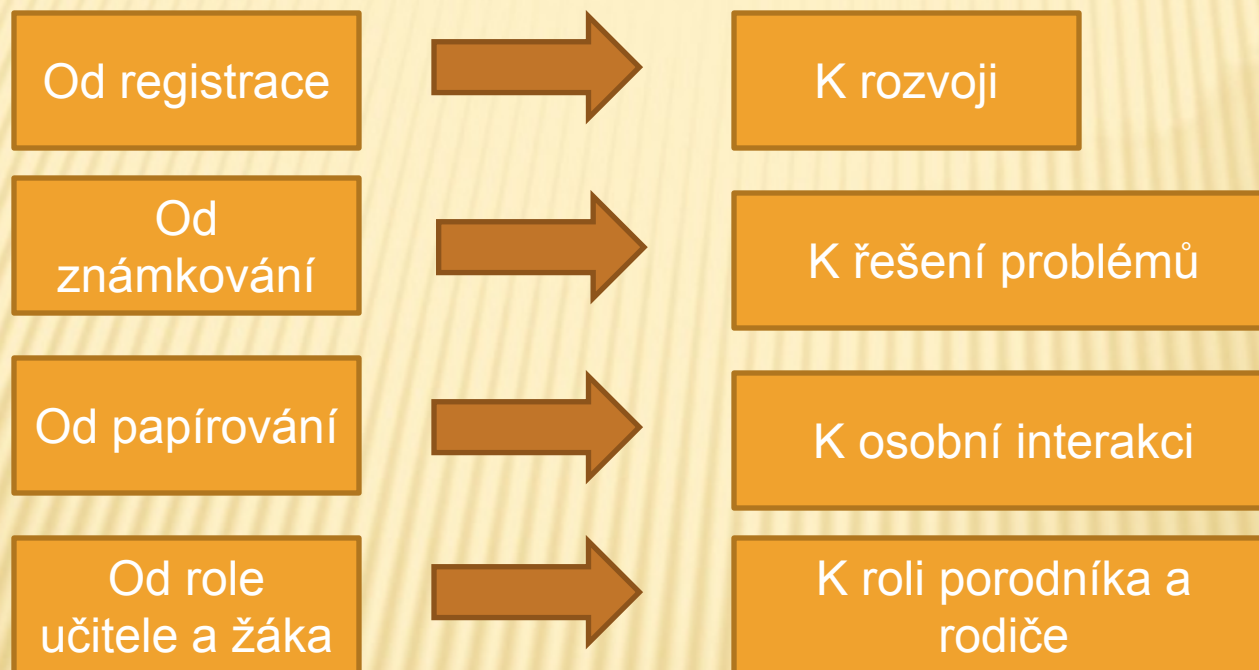 Od registrace
K rozvoji
Od
známkování
K řešení problémů
Od papírování
K osobní interakci
Od role
učitele a žáka
K roli porodníka a
rodiče